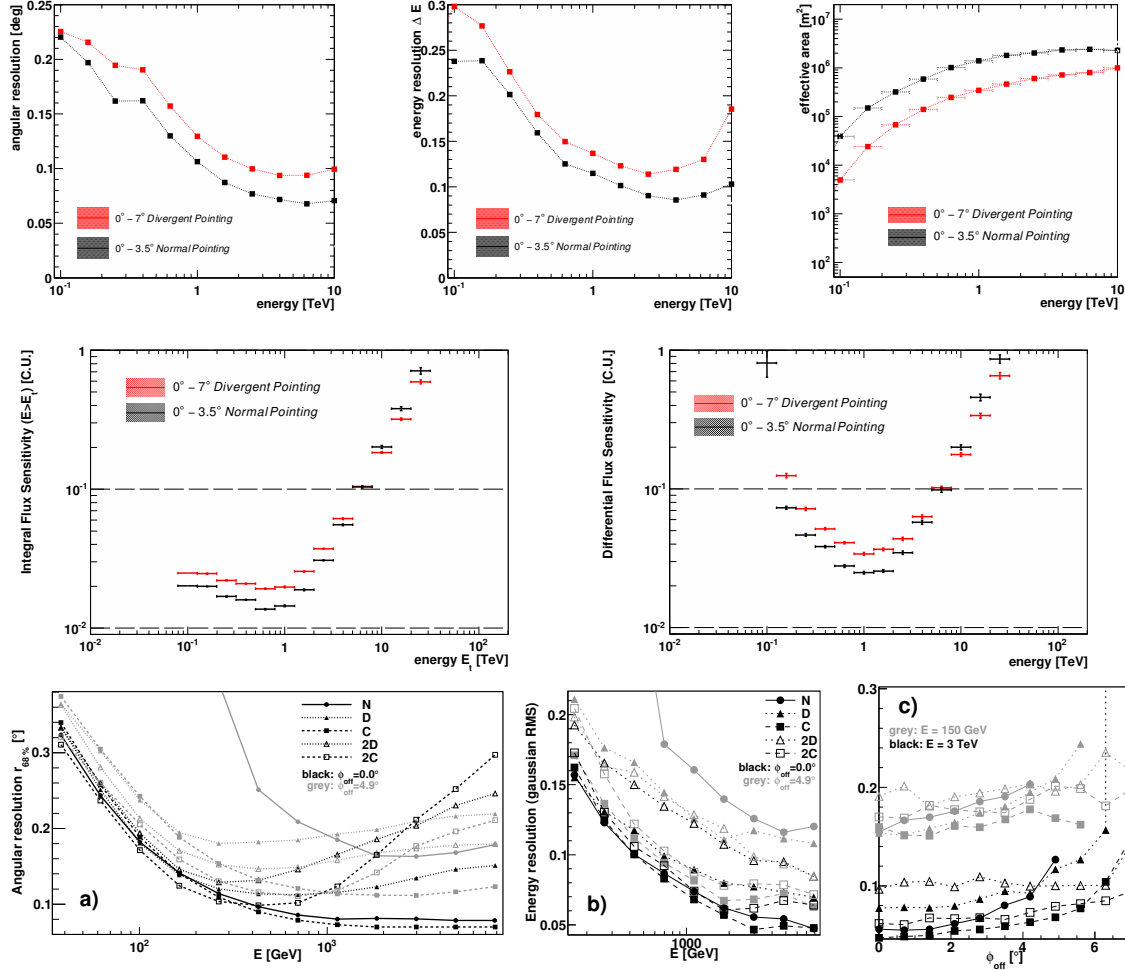 angular resolution [deg]
0.25
0.2
0.15
0.1
0.05
0
0° – 7° Divergent Pointing
0° – 3.5° Normal Pointing
10⁻¹ 1 10
energy [TeV]
energy resolution Δ E
0.3
0.25
0.2
0.15
0.1
0.05
0
0° – 7° Divergent Pointing
0° – 3.5° Normal Pointing
10⁻¹ 1 10
energy [TeV]
effective area [m²]
10⁷
10⁶
10⁵
10⁴
10³
10²
0° – 7° Divergent Pointing
0° – 3.5° Normal Pointing
10⁻¹ 1 10
energy [TeV]
Integral Flux Sensitivity (E>E_t) [C.U.]
1
10⁻¹
10⁻²
0° – 7° Divergent Pointing
0° – 3.5° Normal Pointing
10⁻² 10⁻¹ 1 10 10²
energy E_t [TeV]
Differential Flux Sensitivity [C.U.]
1
10⁻¹
10⁻²
0° – 7° Divergent Pointing
0° – 3.5° Normal Pointing
10⁻² 10⁻¹ 1 10 10²
energy [TeV]
Angular resolution r_68% [°]
0.3
0.2
0.1
N
D
C
2D
2C
black: ϕ_off=0.0°
grey: ϕ_off=4.9°
a)
10² 10³
E [GeV]
Energy resolution (gaussian RMS)
0.2
0.15
0.1
0.05
N
D
C
2D
2C
black: ϕ_off=0.0°
grey: ϕ_off=4.9°
b)
1000
E [GeV]
0.3
0.2
0.1
c)
grey: E = 150 GeV
black: E = 3 TeV
0 2 4 6
ϕ_off [°]